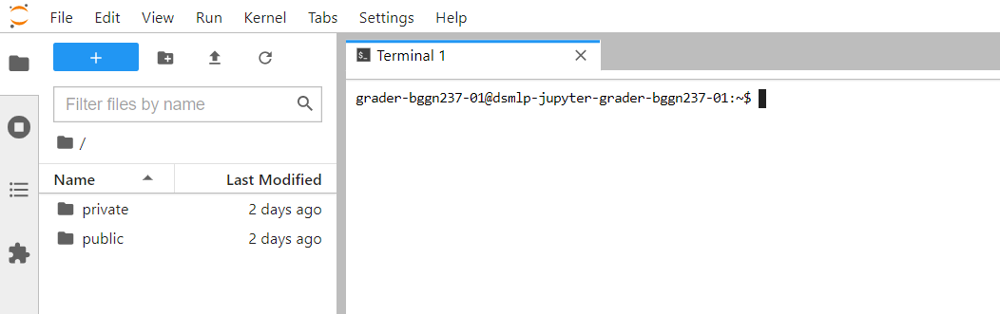 File Edit View Run Kernel Tabs Settings Help
Terminal 1
Filter files by name
/
Name Last Modified
private 2 days ago
public 2 days ago
grader-bggn237-01@dsmlp-jupyter-grader-bggn237-01:~$